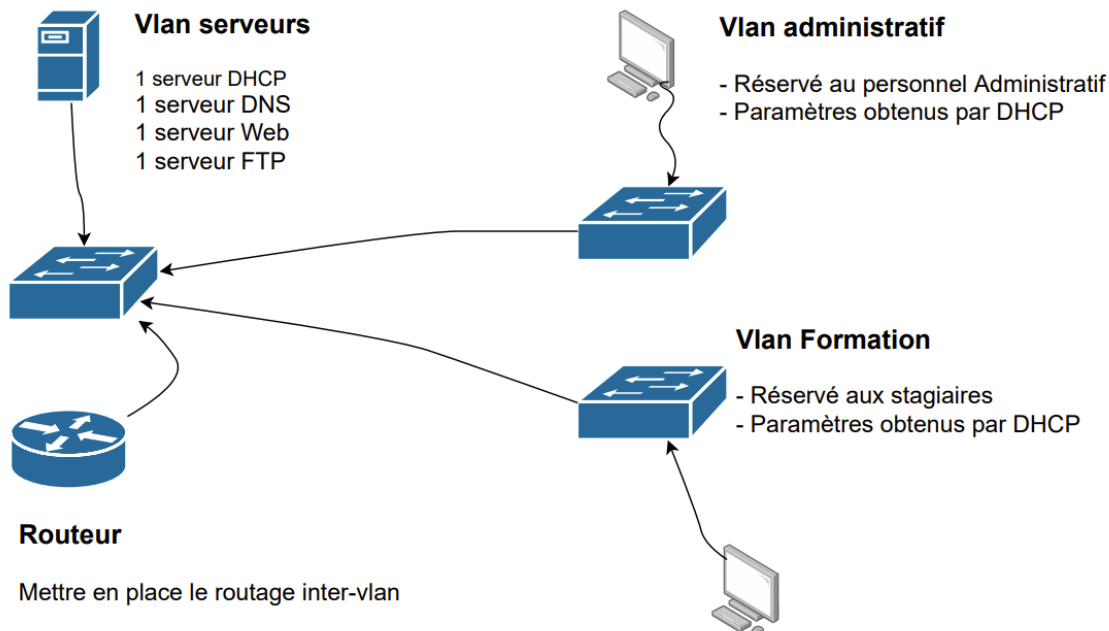 Vlan serveurs
1 serveur DHCP
1 serveur DNS
1 serveur Web
1 serveur FTP
Vlan administratif
- Réservé au personnel Administratif
- Paramètres obtenus par DHCP
Vlan Formation
- Réservé aux stagiaires
- Paramètres obtenus par DHCP
Routeur
Mettre en place le routage inter-vlan